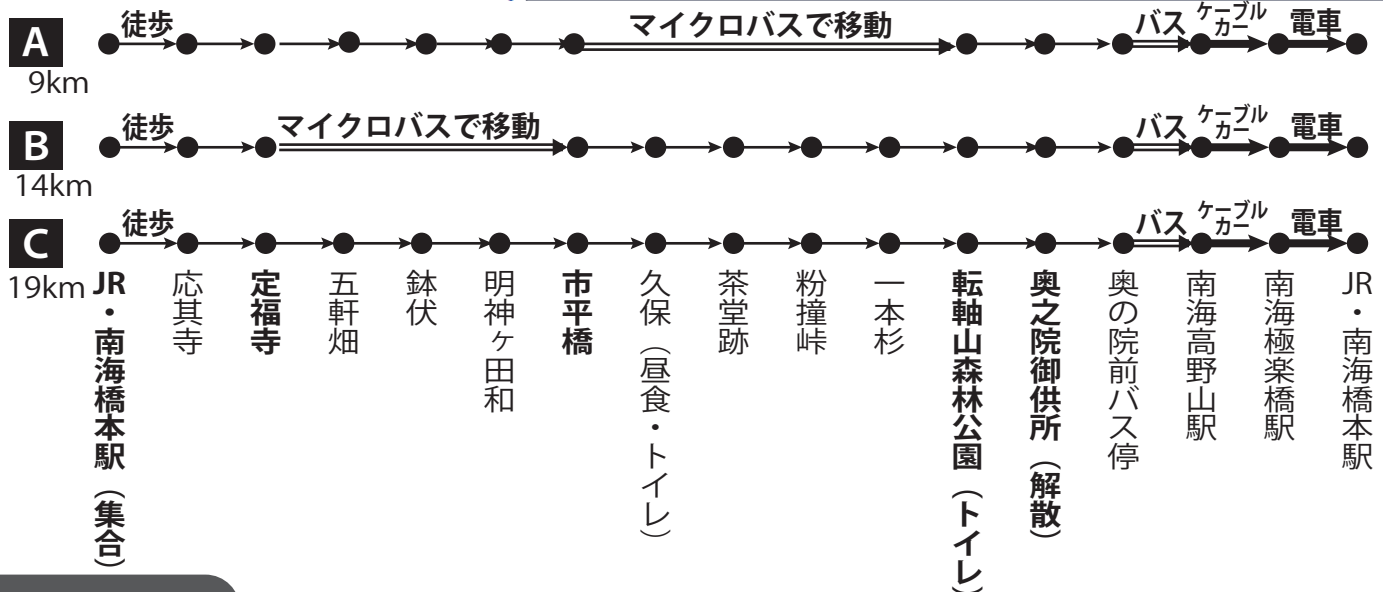 A
9km
徒歩
マイクロバスで移動
バス
ケーブル
カー
電車
B
14km
徒歩
マイクロバスで移動
バス
ケーブル
カー
電車
C
19km
徒歩
バス
ケーブル
カー
電車
JR・南海橋本駅（集合）
応其寺
定福寺
五軒畑
鉢伏
明神ヶ田和
市平橋
久保（昼食・トイレ）
茶堂跡
粉撞峠
一本杉
転軸山森林公園（トイレ）
奥之院御供所（解散）
奥の院前バス停
南海高野山駅
南海極楽橋駅
JR・南海橋本駅